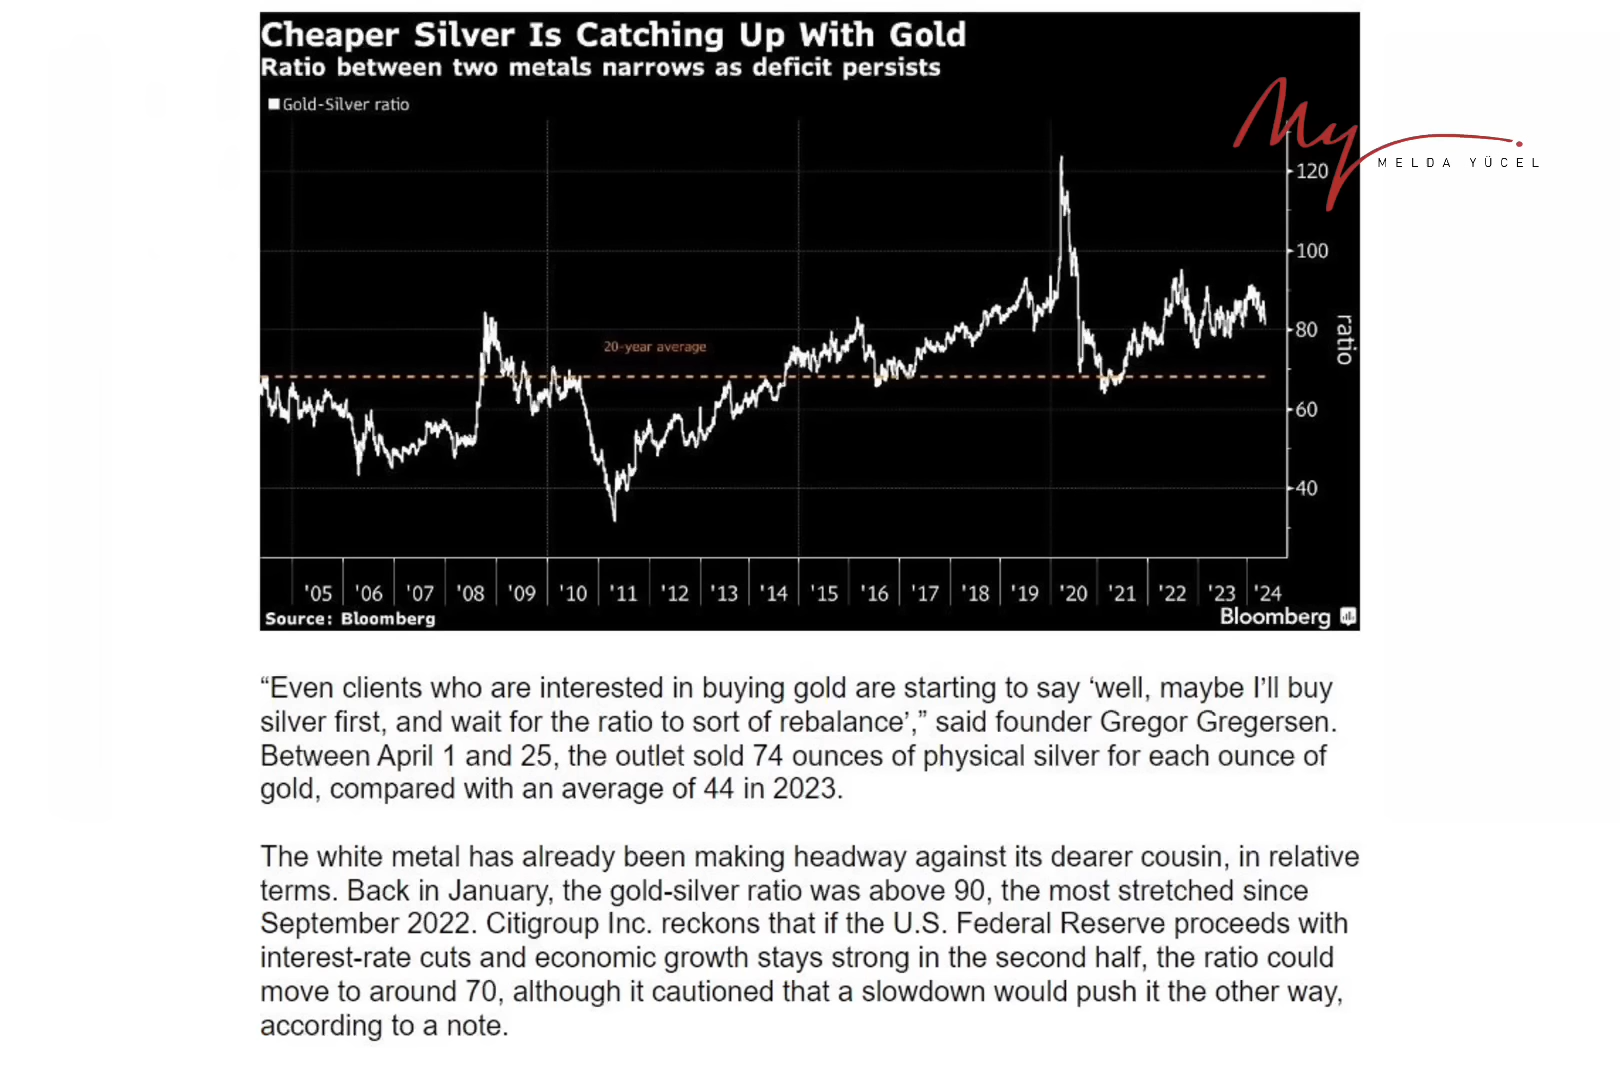 Cheaper Silver Is Catching Up With Gold
Ratio between two metals narrows as deficit persists
Gold-Silver ratio
My
MELDA YÜCEL
120
100
80
60
40
ratio
20-year average
'05 '06 '07 '08 '09 '10 '11 '12 '13 '14 '15 '16 '17 '18 '19 '20 '21 '22 '23 '24
Source: Bloomberg
Bloomberg
“Even clients who are interested in buying gold are starting to say ‘well, maybe I’ll buy
silver first, and wait for the ratio to sort of rebalance’,” said founder Gregor Gregersen.
Between April 1 and 25, the outlet sold 74 ounces of physical silver for each ounce of
gold, compared with an average of 44 in 2023.
The white metal has already been making headway against its dearer cousin, in relative
terms. Back in January, the gold-silver ratio was above 90, the most stretched since
September 2022. Citigroup Inc. reckons that if the U.S. Federal Reserve proceeds with
interest-rate cuts and economic growth stays strong in the second half, the ratio could
move to around 70, although it cautioned that a slowdown would push it the other way,
according to a note.